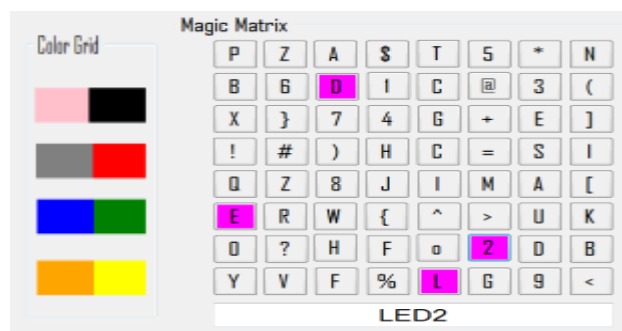 Magic Matrix
Color Grid
P Z A $ T 5 * N
B 6 D I C @ 3 (
X } 7 4 G + E ]
! # ) H C = S I
Q Z 8 J I M A [
E R W { ^ > U K
O ? H F o 2 D B
Y V F % L G 9 <
LED2